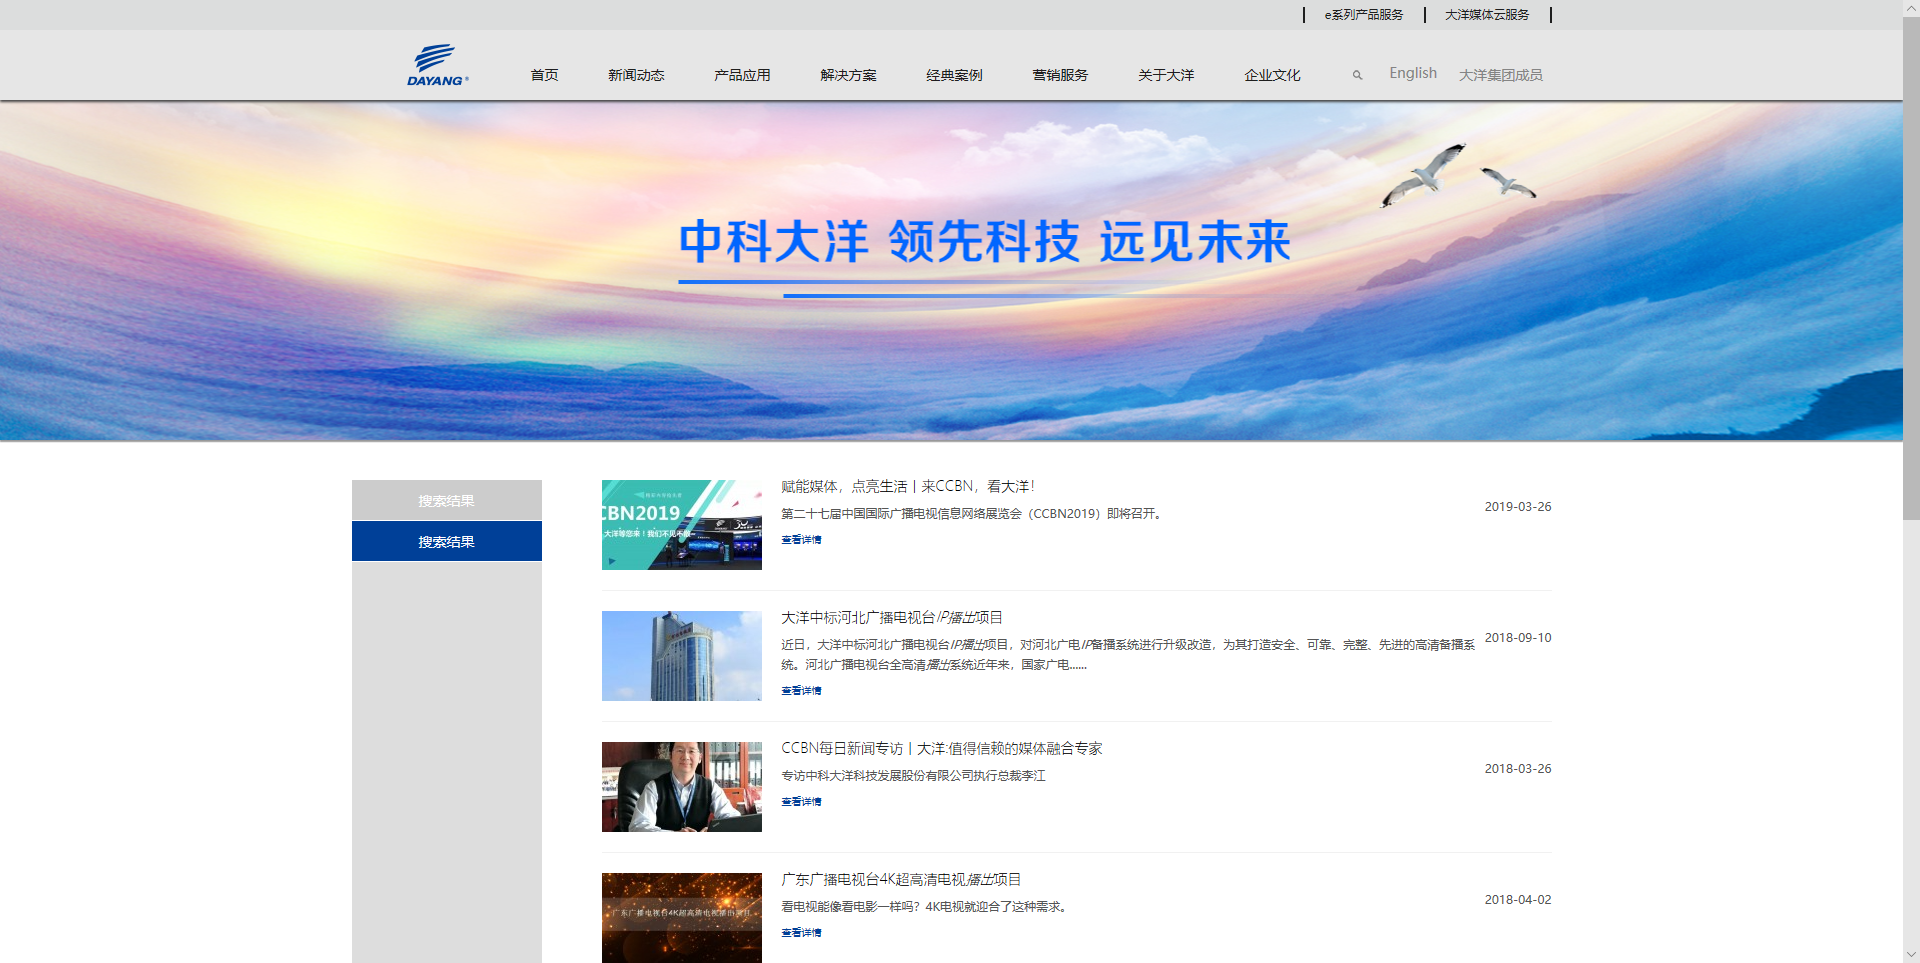 e系列产品服务
大洋媒体云服务
DAYANG®
首页
新闻动态
产品应用
解决方案
经典案例
营销服务
关于大洋
企业文化
English
大洋集团成员
中科大洋 领先科技 远见未来
搜索结果
搜索结果
CBN2019
大洋等您来！我们不见不散~
赋能媒体，点亮生活丨来CCBN，看大洋！
第二十七届中国国际广播电视信息网络展览会（CCBN2019）即将召开。
查看详情
2019-03-26
大洋中标河北广播电视台IP播出项目
近日，大洋中标河北广播电视台IP播出项目，对河北广电IP备播系统进行升级改造，为其打造安全、可靠、完整、先进的高清备播系
统。河北广播电视台全高清播出系统近年来，国家广电......
查看详情
2018-09-10
CCBN每日新闻专访丨大洋:值得信赖的媒体融合专家
专访中科大洋科技发展股份有限公司执行总裁李江
查看详情
2018-03-26
广东广播电视台4K超高清电视播出项目
广东广播电视台4K超高清电视播出项目
看电视能像看电影一样吗？4K电视就迎合了这种需求。
查看详情
2018-04-02